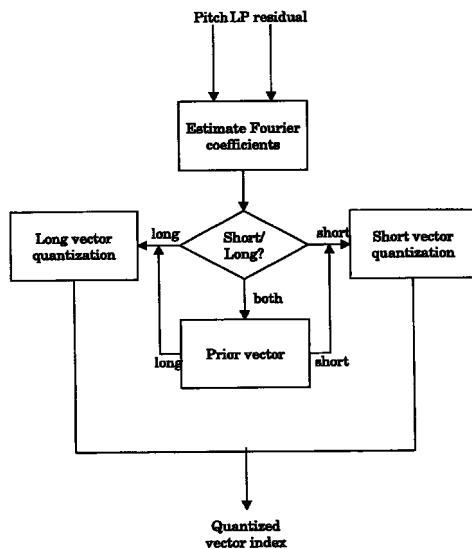 Pitch LP residual
Estimate Fourier
coefficients
long
Short/
Long?
short
Long vector
quantization
Short vector
quantization
both
Prior vector
long
short
Quantized
vector index